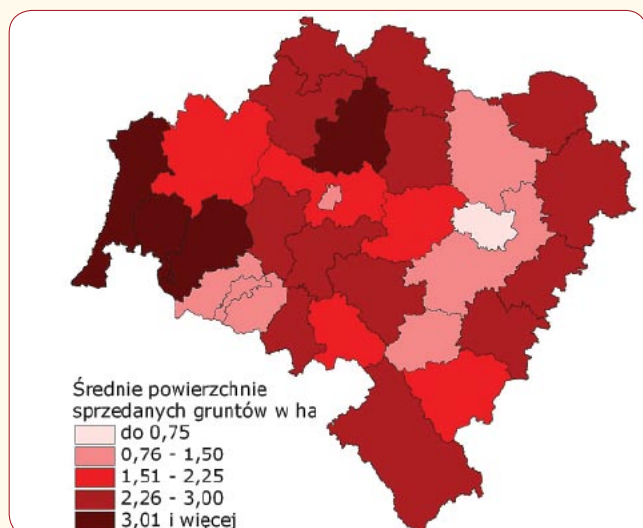 Średnie powierzchnie
sprzedanych gruntów w ha
do 0,75
0,76 - 1,50
1,51 - 2,25
2,26 - 3,00
3,01 i więcej